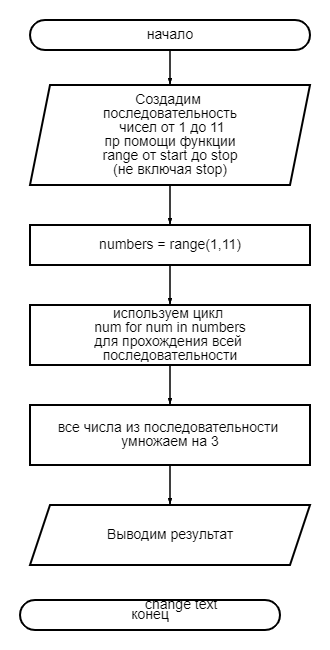 начало
Создадим
последовательность
чисел от 1 до 11
пр помощи функции
range от start до stop
(не включая stop)
numbers = range(1,11)
используем цикл
num for num in numbers
для прохождения всей
последовательности
все числа из последовательности
умножаем на 3
Выводим результат
change text
конец